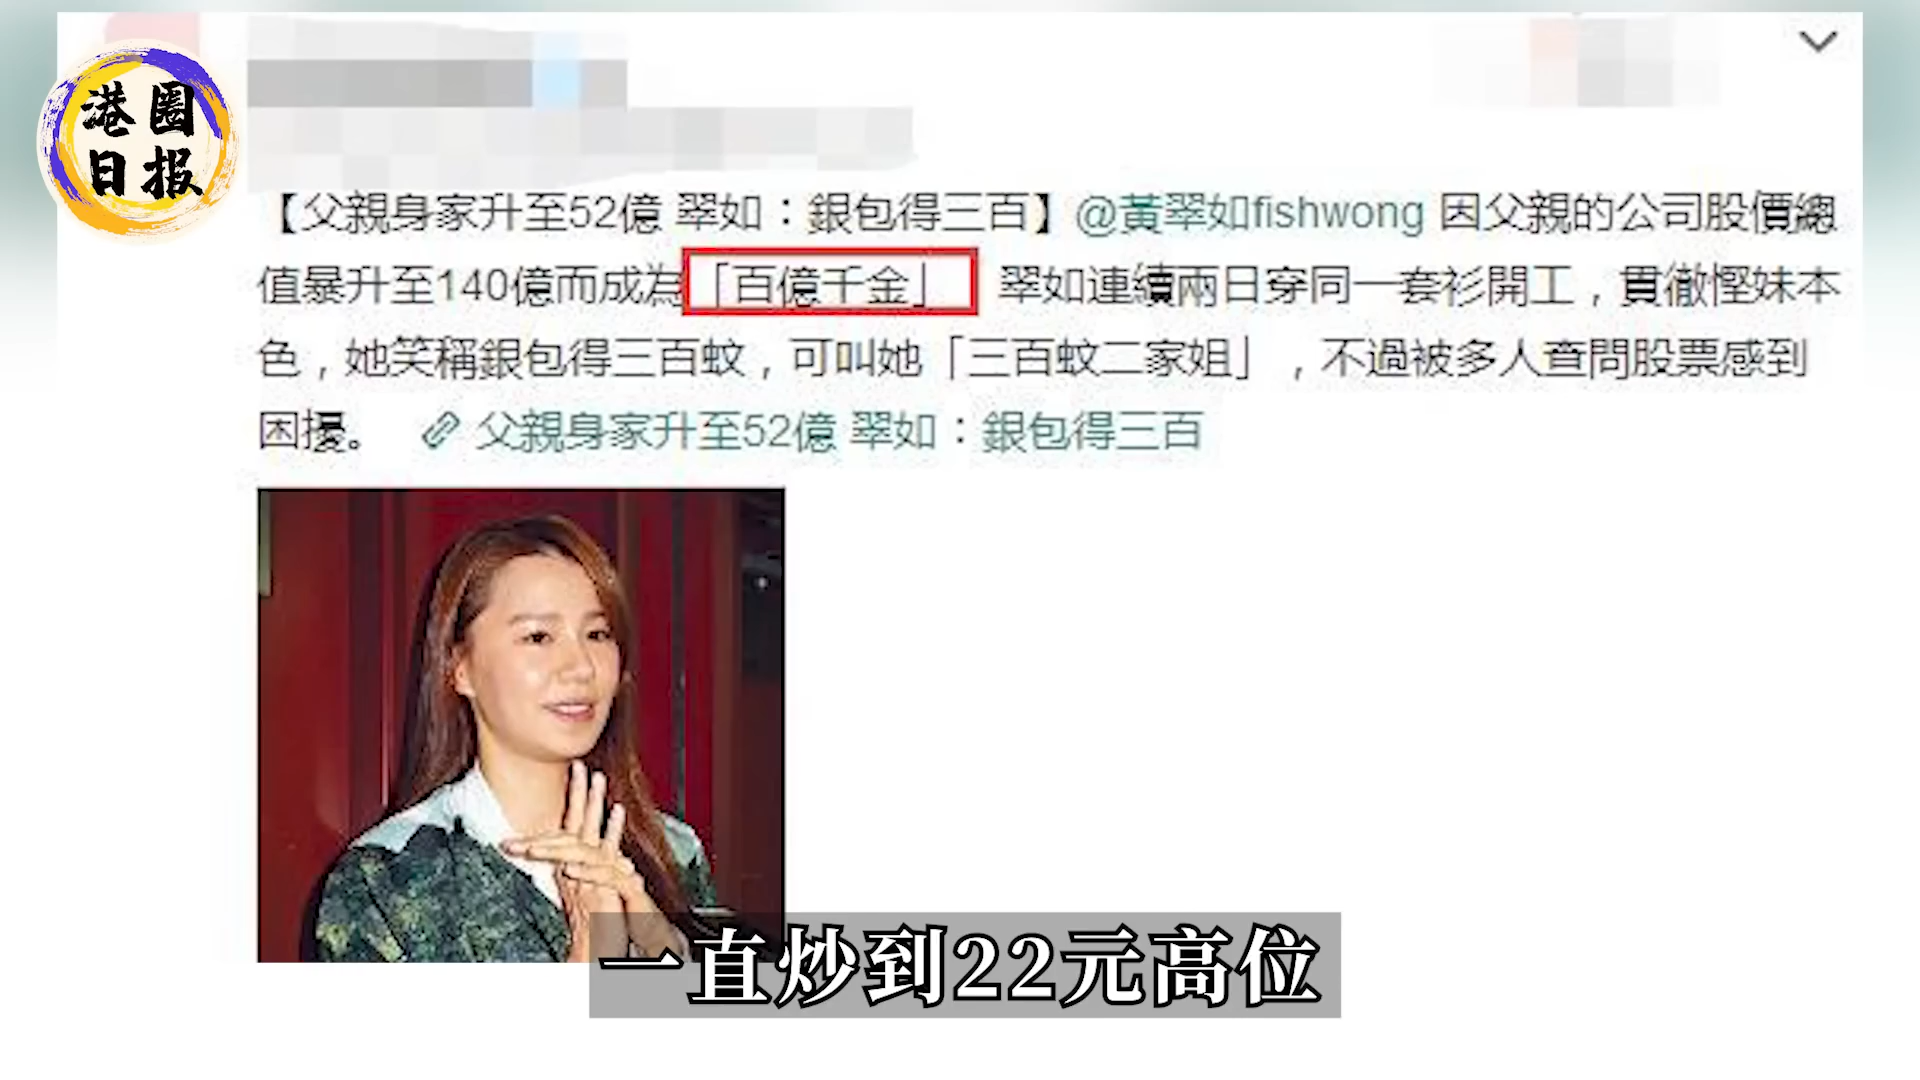 港圈
日报
【父親身家升至52億 翠如：銀包得三百】@黃翠如fishwong 因父親的公司股價總
值暴升至140億而成為「百億千金」 翠如連續兩日穿同一套衫開工，貫徹慳妹本
色，她笑稱銀包得三百蚊，可叫她「三百蚊二家姐」，不過被多人查問股票感到
困擾。 父親身家升至52億 翠如：銀包得三百
一直炒到22元高位